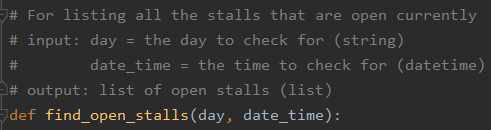 # For listing all the stalls that are open currently
# input: day = the day to check for (string)
#        date_time = the time to check for (datetime)
# output: list of open stalls (list)
def find_open_stalls(day, date_time):